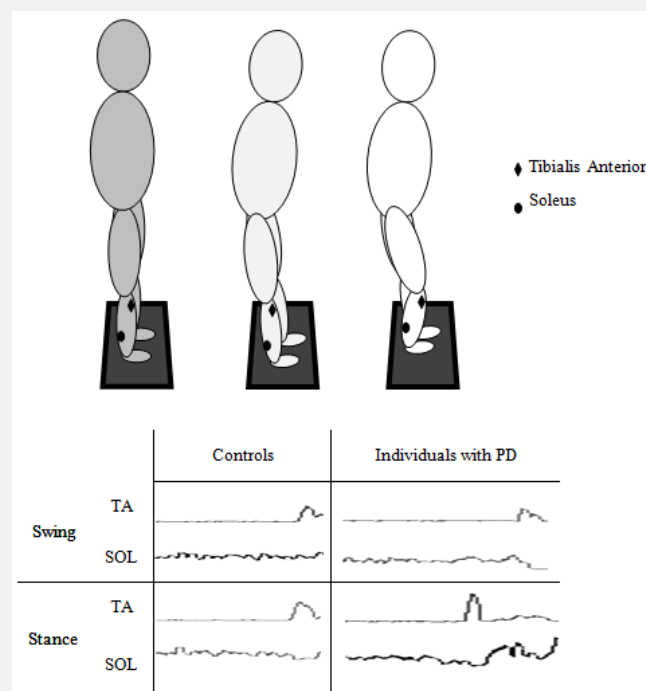 Tibialis Anterior
Soleus
Controls
Individuals with PD
Swing
TA
SOL
Stance
TA
SOL